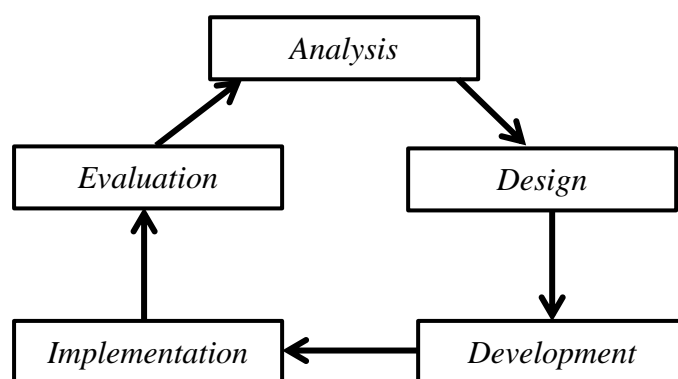 Analysis
Evaluation
Design
Implementation
Development